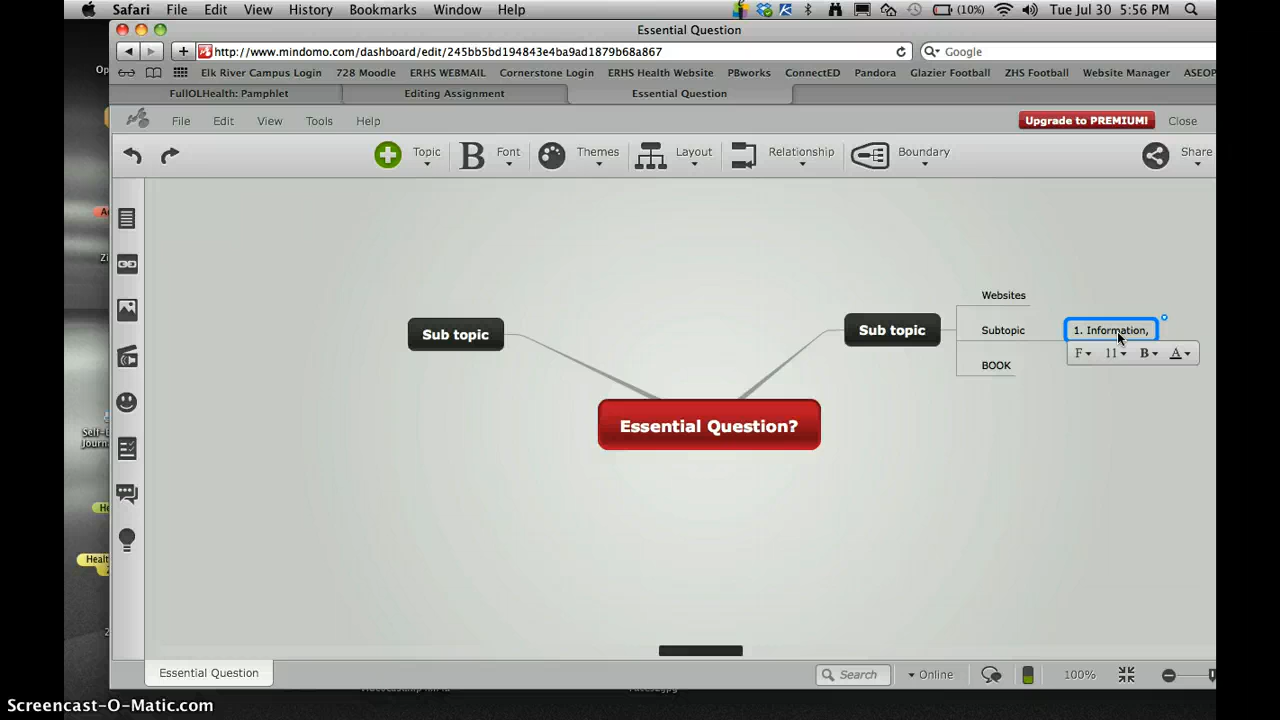 Safari File Edit View History Bookmarks Window Help (10%) Tue Jul 30 5:56 PM
Essential Question
http://www.mindomo.com/dashboard/edit/245bb5bd194843e4ba9ad1879b68a867 Google
Elk River Campus Login 728 Moodle ERHS WEBMAIL Cornerstone Login ERHS Health Website PBworks ConnectED Pandora Glazier Football ZHS Football Website Manager ASEOP
FullOLHealth: Pamphlet Editing Assignment Essential Question
File Edit View Tools Help Upgrade to PREMIUM! Close
Topic B Font Themes Layout Relationship Boundary Share
Websites
Sub topic Sub topic Subtopic 1. Information,
F 11 B A
BOOK
Essential Question?
Essential Question Search Online 100%
Screencast-O-Matic.com